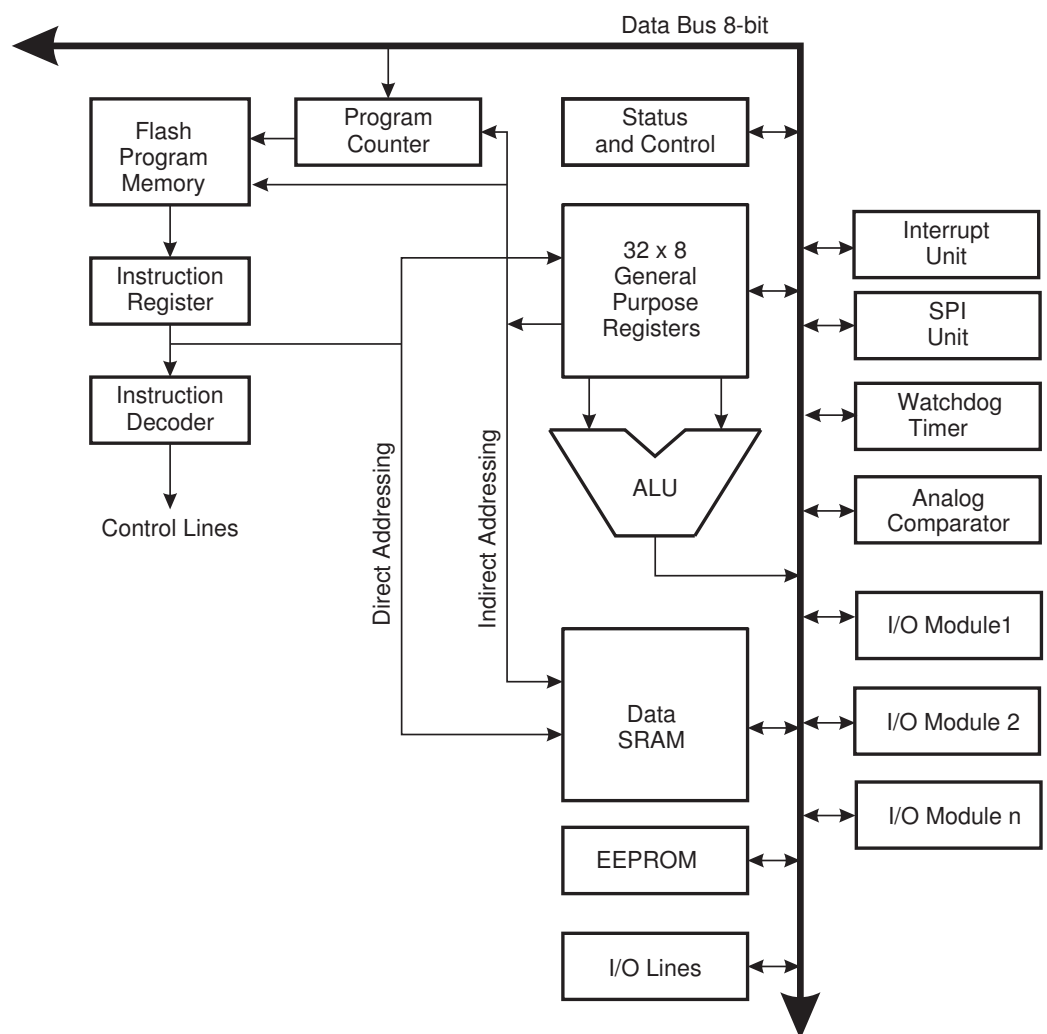 Data Bus 8-bit
Flash
Program
Memory
Program
Counter
Status
and Control
32 x 8
General
Purpose
Registers
Interrupt
Unit
Instruction
Register
SPI
Unit
Instruction
Decoder
Watchdog
Timer
Direct Addressing
Indirect Addressing
ALU
Analog
Comparator
Control Lines
I/O Module1
Data
SRAM
I/O Module 2
I/O Module n
EEPROM
I/O Lines